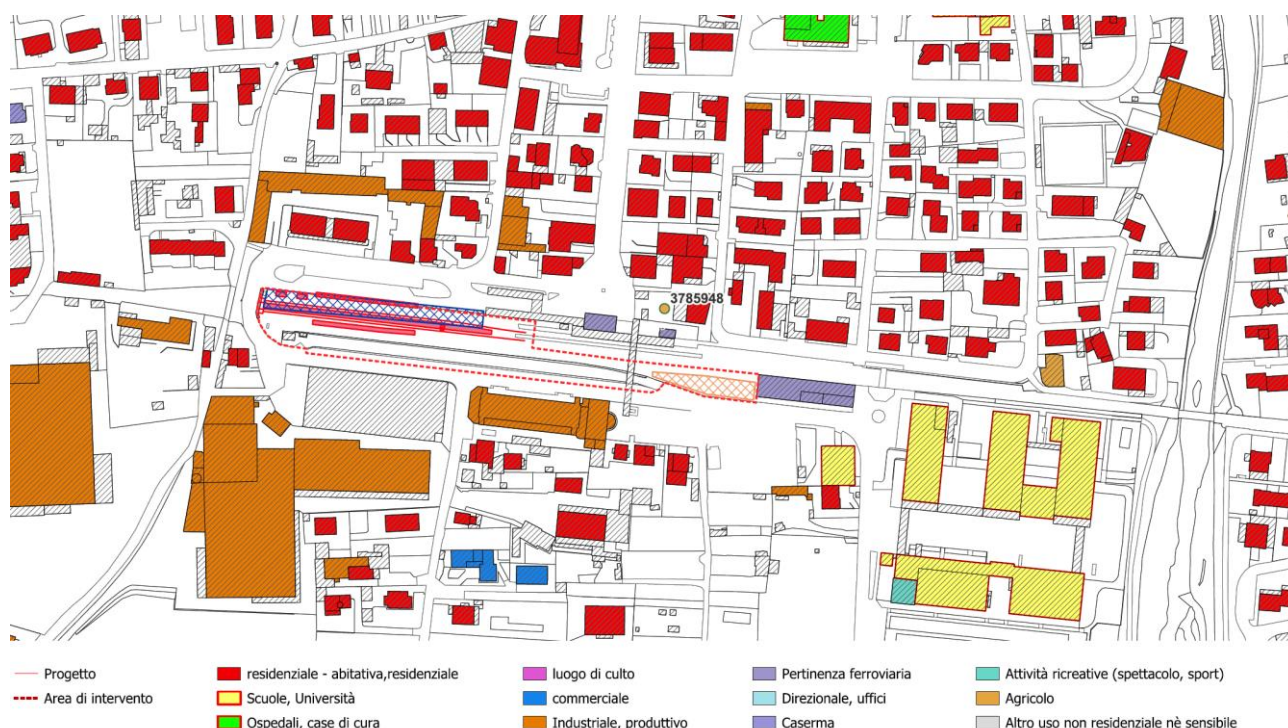 3785948
Progetto
residenziale - abitativa,residenziale
luogo di culto
Pertinenza ferroviaria
Attività ricreative (spettacolo, sport)
Area di intervento
Scuole, Università
commerciale
Direzionale, uffici
Agricolo
Ospedali, case di cura
Industriale, produttivo
Caserma
Altro uso non residenziale nè sensibile